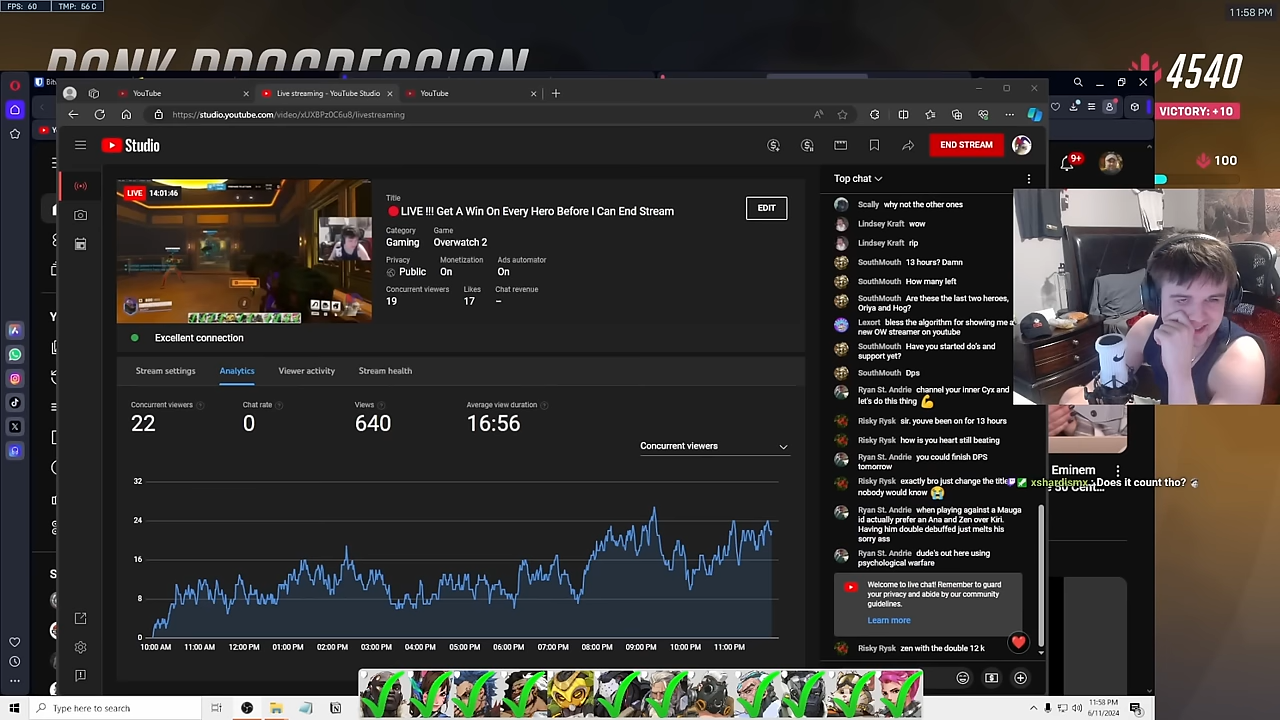 FPS: 60 TMP: 56 C
11:58 PM
RANK PROGRESSION
4540
VICTORY: +10
100
9+
YouTube
Live streaming - YouTube Studio
YouTube
https://studio.youtube.com/video/xUXBPz0C6u8/livestreaming
Studio
END STREAM
LIVE 14:01:46
Title
🔴LIVE !!! Get A Win On Every Hero Before I Can End Stream
EDIT
Category Game
Gaming Overwatch 2
Privacy Monetization Ads automator
Public On On
Concurrent viewers Likes Chat revenue
19 17 –
Excellent connection
Stream settings Analytics Viewer activity Stream health
Concurrent viewers Chat rate Views Average view duration
22 0 640 16:56
Concurrent viewers
32
24
16
8
0
10:00 AM 11:00 AM 12:00 PM 01:00 PM 02:00 PM 03:00 PM 04:00 PM 05:00 PM 06:00 PM 07:00 PM 08:00 PM 09:00 PM 10:00 PM 11:00 PM
Top chat
Scally why not the other ones
Lindsey Kraft wow
Lindsey Kraft rip
SouthMouth 13 hours? Damn
SouthMouth How many left
SouthMouth Are these the last two heroes,
Oriya and Hog?
Lexort bless the algorithm for showing me a
new OW streamer on youtube
SouthMouth Have you started do's and
support yet?
SouthMouth Dps
Ryan St. Andrie channel your inner Cyx and
let's do this thing 💪
Risky Rysk sir. youve been on for 13 hours
Risky Rysk how is you heart still beating
Ryan St. Andrie you could finish DPS
tomorrow
Risky Rysk exactly bro just change the title
nobody would know 😭
Ryan St. Andrie when playing against a Mauga
id actually prefer an Ana and Zen over Kiri.
Having him double debuffed just melts his
sorry ass
Ryan St. Andrie dude's out here using
psychological warfare
Welcome to live chat! Remember to guard
your privacy and abide by our community
guidelines.
Learn more
Risky Rysk zen with the double 12 k
Eminem
xshardismx: Does it count tho?
Type here to search
11:58 PM
6/11/2024